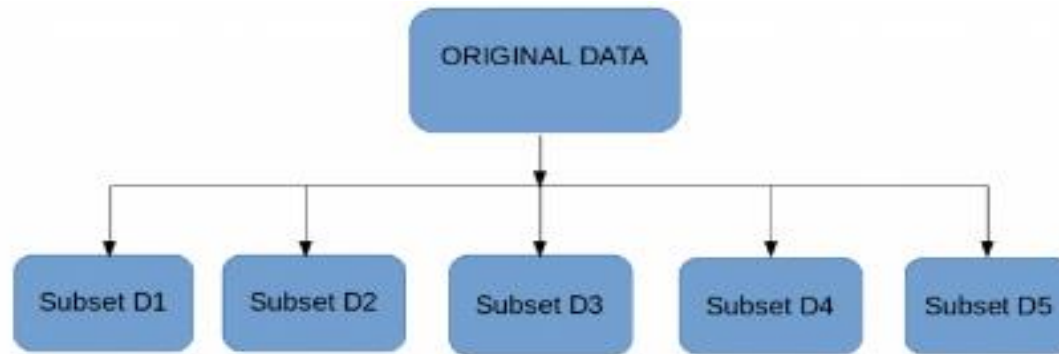 ORIGINAL DATA
Subset D1
Subset D2
Subset D3
Subset D4
Subset D5